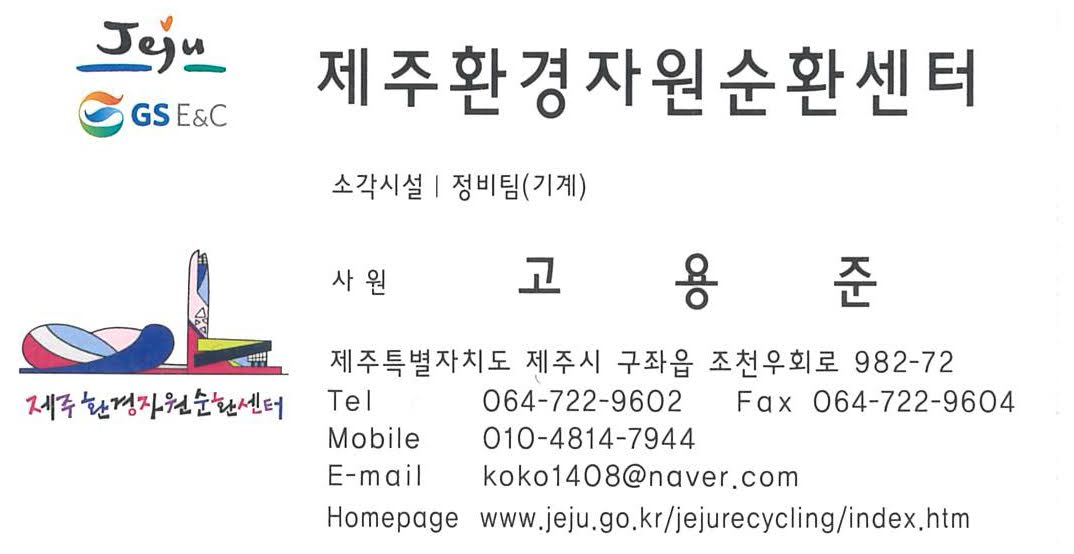 Jeju
GS E&C
제주환경자원순환센터
소각시설 | 정비팀(기계)
사원 고용준
제주환경자원순환센터
제주특별자치도 제주시 구좌읍 조천우회로 982-72
Tel 064-722-9602 Fax 064-722-9604
Mobile 010-4814-7944
E-mail koko1408@naver.com
Homepage www.jeju.go.kr/jejurecycling/index.htm